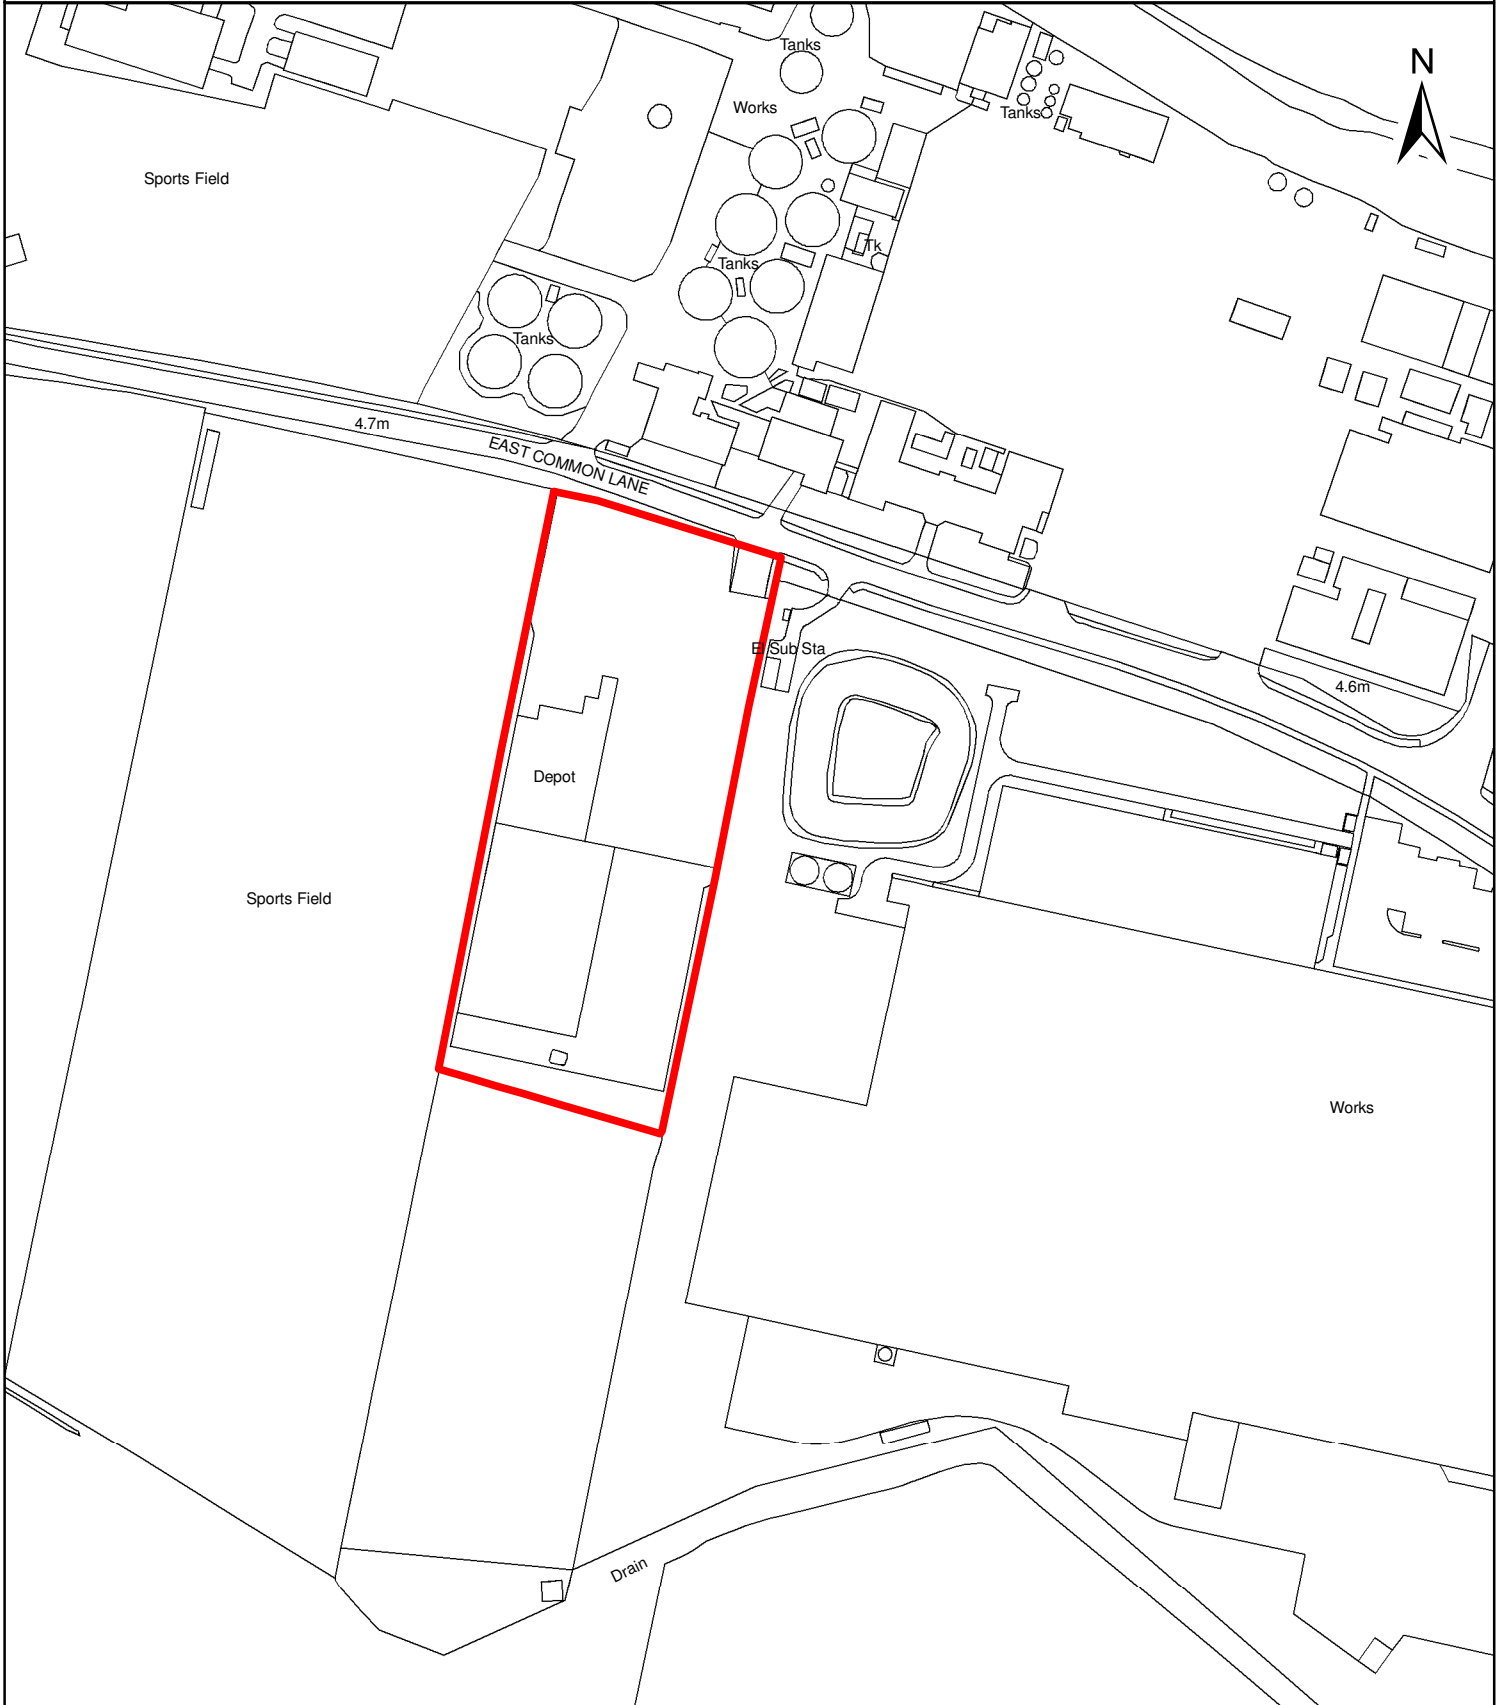 Tanks
N
Works
Tanks
Sports Field
Tk
Tanks
Tanks
4.7m
EAST COMMON LANE
El Sub Sta
4.6m
Depot
Sports Field
Works
Drain